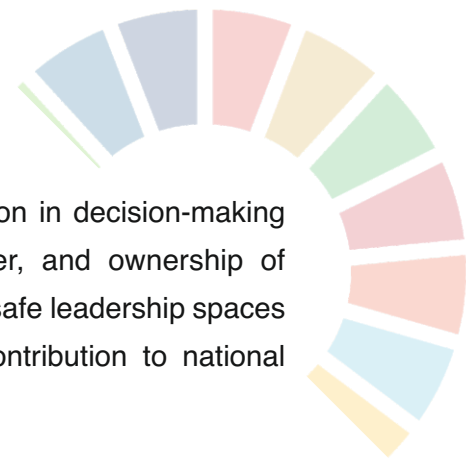 on in decision-making
er, and ownership of
safe leadership spaces
ontribution to national